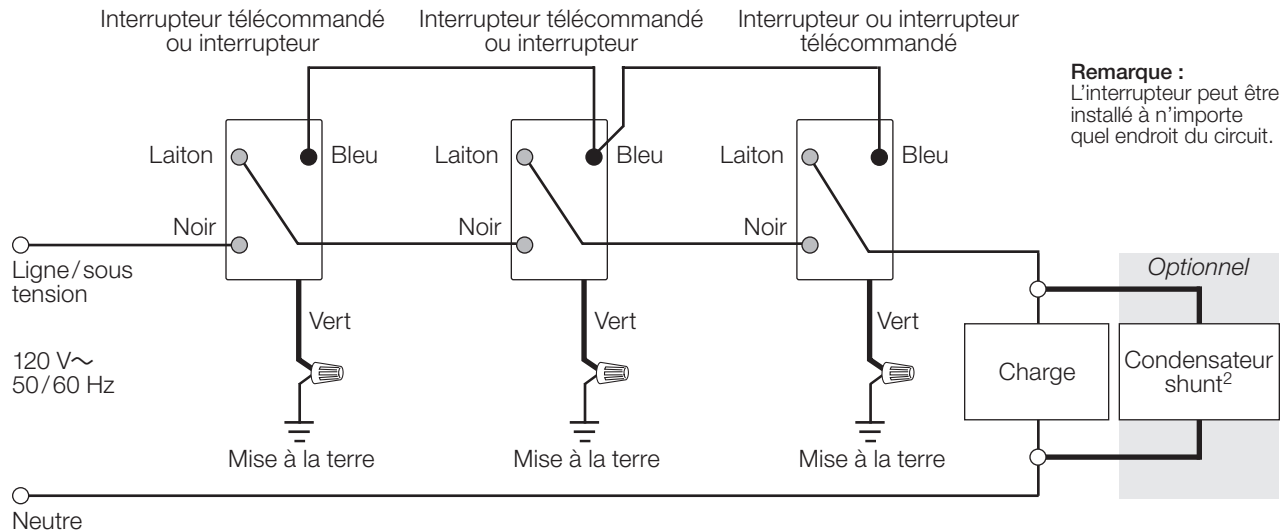 Interrupteur télécommandé
ou interrupteur
Interrupteur télécommandé
ou interrupteur
Interrupteur ou interrupteur
télécommandé
Remarque :
L'interrupteur peut être
installé à n'importe
quel endroit du circuit.
Laiton
Bleu
Laiton
Bleu
Laiton
Bleu
Noir
Noir
Noir
Ligne/sous
tension
Optionnel
Vert
Vert
Vert
120 V~
50/60 Hz
Charge
Condensateur
shunt2
Mise à la terre
Mise à la terre
Mise à la terre
Neutre